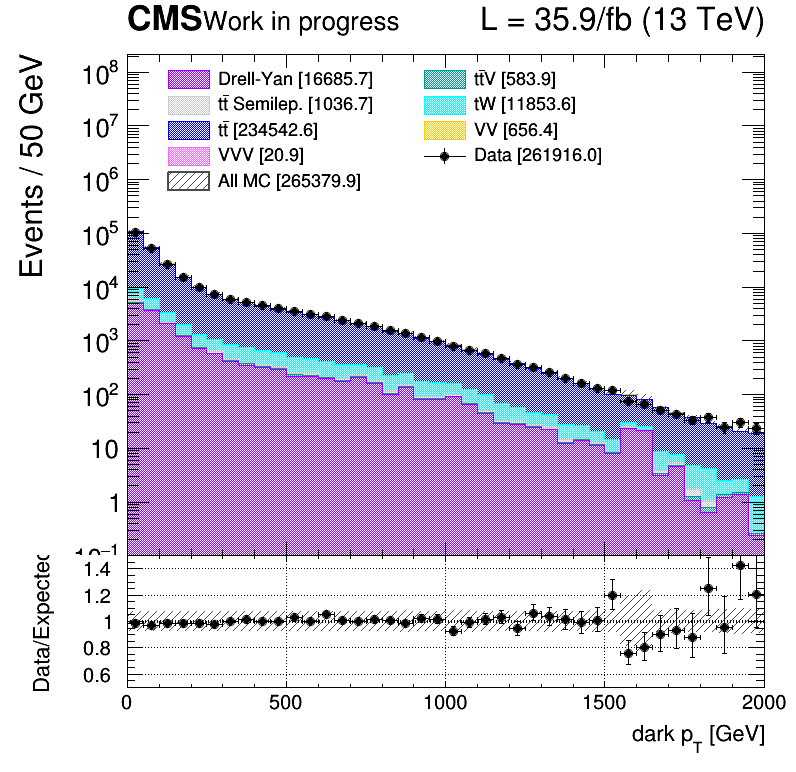 CMS Work in progress L = 35.9/fb (13 TeV)
Events / 50 GeV
10⁸
10⁷
10⁶
10⁵
10⁴
10³
10²
10
1
10⁻¹
Drell-Yan [16685.7]
tt̄ Semilep. [1036.7]
tt̄ [234542.6]
VVV [20.9]
All MC [265379.9]
tt̄V [583.9]
tW [11853.6]
VV [656.4]
Data [261916.0]
Data/Expected
1.4
1.2
1
0.8
0.6
0 500 1000 1500 2000
dark p_T [GeV]